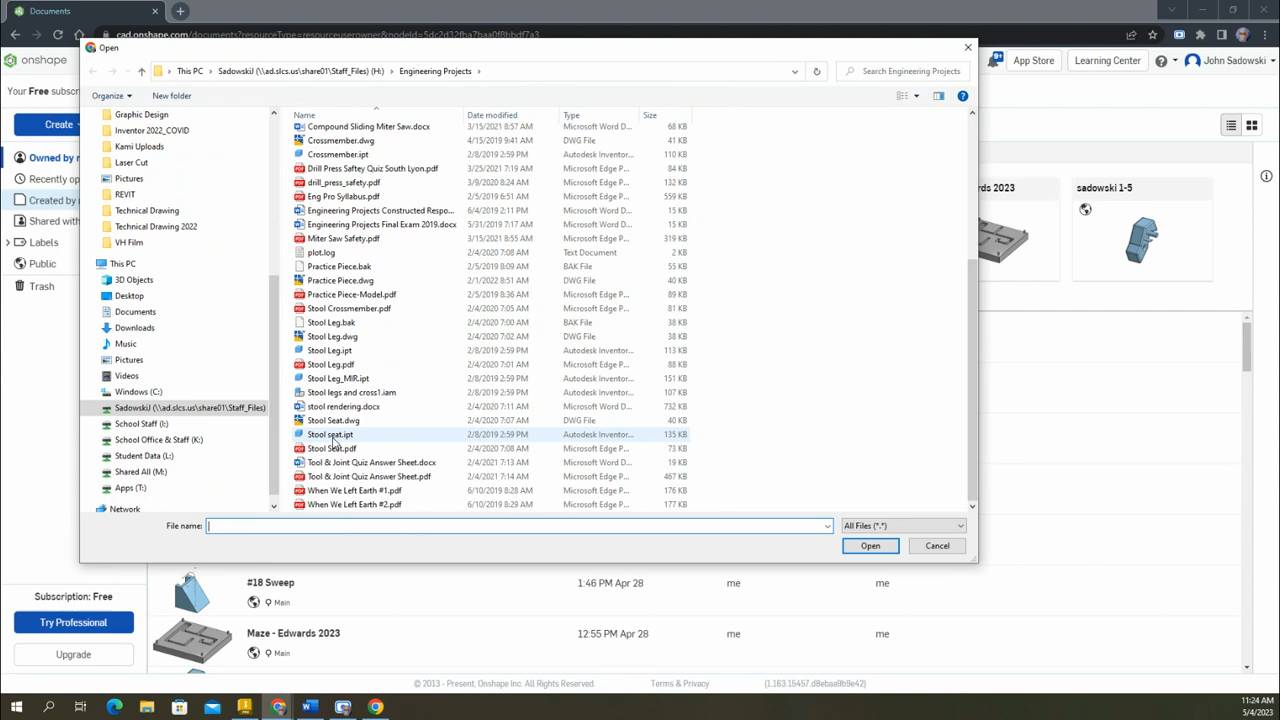 Documents
cad.onshape.com/documents?resourceType=resourceuserowner&nodeId=5dc2d32fba7baa0f8bbdf7a3
onshape
App Store
Learning Center
John Sadowski
Your Free subsc
Create
Owned by m
Recently op
Created by
Shared with
Labels
Public
Trash
Open
This PC
SadowskiJ (\\ad.slcs.us\share01\Staff_Files) (H:)
Engineering Projects
Search Engineering Projects
Organize
New folder
Graphic Design
Inventor 2022_COVID
Kami Uploads
Laser Cut
Pictures
REVIT
Technical Drawing
Technical Drawing 2022
VH Film
This PC
3D Objects
Desktop
Documents
Downloads
Music
Pictures
Videos
Windows (C:)
SadowskiJ (\\ad.slcs.us\share01\Staff_Files)
School Staff (I:)
School Office & Staff (K:)
Student Data (L:)
Shared All (M:)
Apps (T:)
Network
Name Date modified Type Size
Compound Sliding Miter Saw.docx 3/15/2021 8:57 AM Microsoft Word D... 68 KB
Crossmember.dwg 4/15/2019 9:41 AM DWG File 41 KB
Crossmember.ipt 2/8/2019 2:59 PM Autodesk Inventor... 110 KB
Drill Press Saftey Quiz South Lyon.pdf 3/25/2021 7:19 AM Microsoft Edge P... 84 KB
drill_press_safety.pdf 3/9/2020 8:24 AM Microsoft Edge P... 132 KB
Eng Pro Syllabus.pdf 2/5/2019 6:51 AM Microsoft Edge P... 559 KB
Engineering Projects Constructed Respo... 6/4/2019 2:11 PM Microsoft Word D... 15 KB
Engineering Projects Final Exam 2019.docx 5/31/2019 7:17 AM Microsoft Word D... 446 KB
Miter Saw Safety.pdf 3/15/2021 8:55 AM Microsoft Edge P... 319 KB
plot.log 2/4/2020 7:08 AM Text Document 2 KB
Practice Piece.bak 2/5/2019 8:09 AM BAK File 45 KB
Practice Piece.dwg 2/1/2022 8:51 AM DWG File 40 KB
Practice Piece-Model.pdf 2/5/2019 8:36 AM Microsoft Edge P... 89 KB
Stool Crossmember.pdf 2/4/2020 7:05 AM Microsoft Edge P... 81 KB
Stool Leg.bak 2/4/2020 7:00 AM BAK File 38 KB
Stool Leg.dwg 2/4/2020 7:02 AM DWG File 38 KB
Stool Leg.ipt 2/8/2019 2:59 PM Autodesk Inventor... 113 KB
Stool Leg.pdf 2/4/2020 7:01 AM Microsoft Edge P... 88 KB
Stool Leg_MIR.ipt 2/8/2019 2:59 PM Autodesk Inventor... 151 KB
Stool legs and cross1.iam 2/8/2019 2:59 PM Autodesk Inventor... 107 KB
stool rendering.docx 2/4/2020 7:11 AM Microsoft Word D... 732 KB
Stool Seat.dwg 2/4/2020 7:07 AM DWG File 40 KB
Stool seat.ipt 2/8/2019 2:59 PM Autodesk Inventor... 135 KB
Stool Seat.pdf 2/4/2020 7:08 AM Microsoft Edge P... 73 KB
Tool & Joint Quiz Answer Sheet.docx 2/4/2021 7:13 AM Microsoft Word D... 19 KB
Tool & Joint Quiz Answer Sheet.pdf 2/4/2021 7:14 AM Microsoft Edge P... 467 KB
When We Left Earth #1.pdf 6/10/2019 8:28 AM Microsoft Edge P... 176 KB
When We Left Earth #2.pdf 6/10/2019 8:29 AM Microsoft Edge P... 177 KB
File name:
All Files (*.*)
Open
Cancel
ards 2023
sadowski 1-5
#18 Sweep 1:46 PM Apr 28 me me
Main
Maze - Edwards 2023 12:55 PM Apr 28 me me
Main
Subscription: Free
Try Professional
Upgrade
© 2013 - Present, Onshape Inc. All Rights Reserved.
Terms & Privacy
(1.163.15457.d8ebaa9b9e42)
11:24 AM
5/4/2023